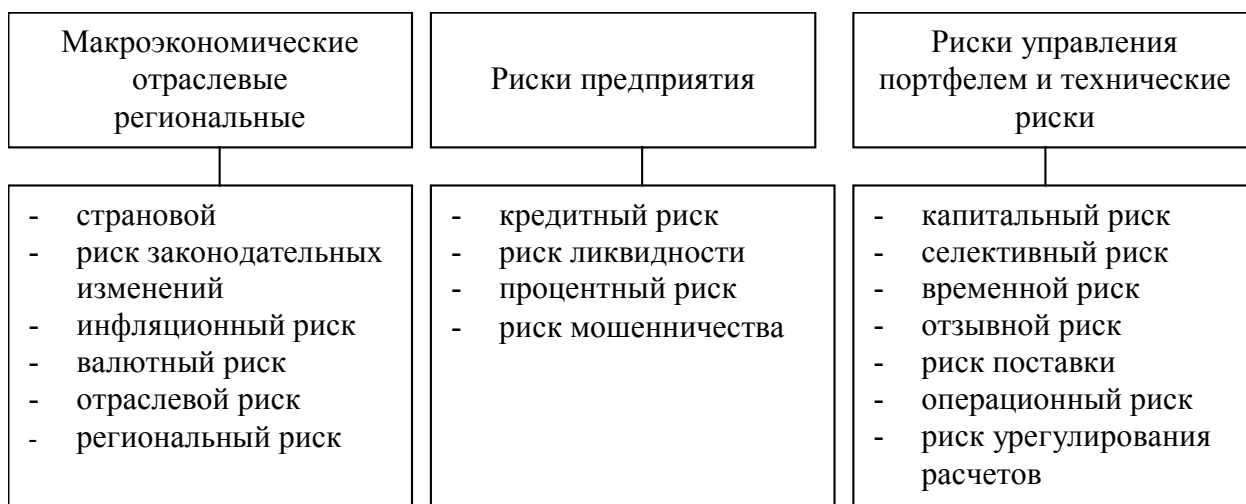 Макроэкономические
отраслевые
региональные
Риски предприятия
Риски управления
портфелем и технические
риски
- страновой
- риск законодательных
изменений
- инфляционный риск
- валютный риск
- отраслевой риск
- региональный риск
- кредитный риск
- риск ликвидности
- процентный риск
- риск мошенничества
- капитальный риск
- селективный риск
- временной риск
- отзывной риск
- риск поставки
- операционный риск
- риск урегулирования
расчетов